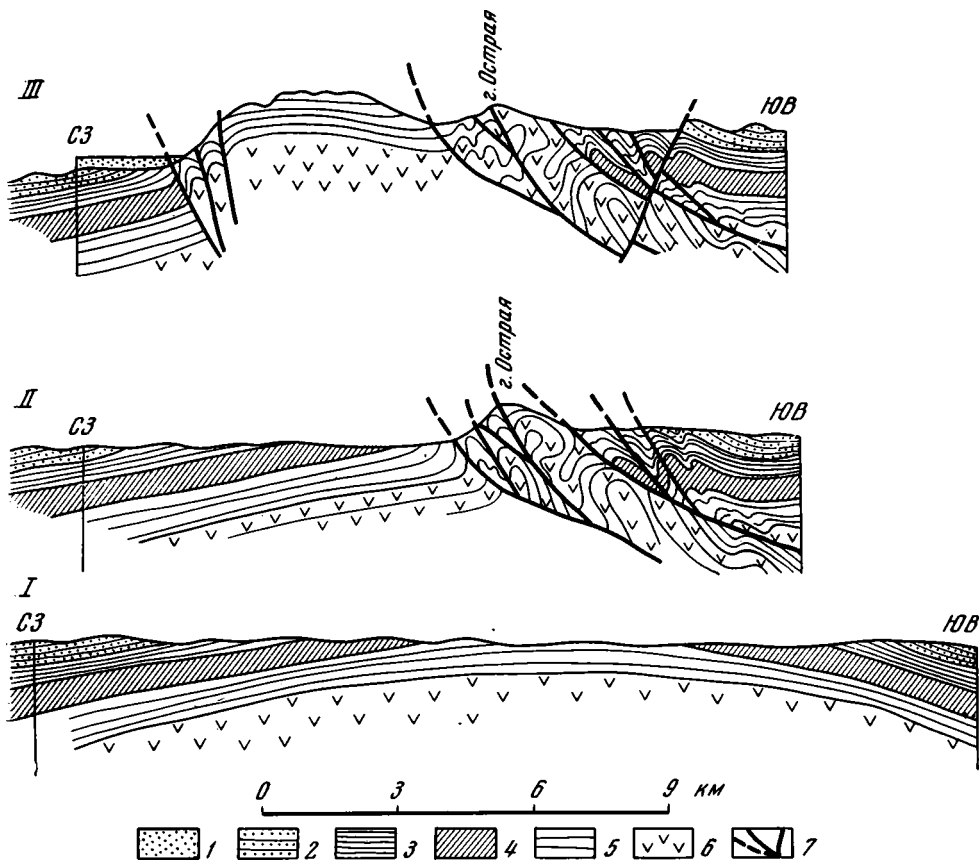 III
г. Острая
СЗ
ЮВ
II
г. Острая
СЗ
ЮВ
I
СЗ
ЮВ
0 3 6 9 км
1 2 3 4 5 6 7